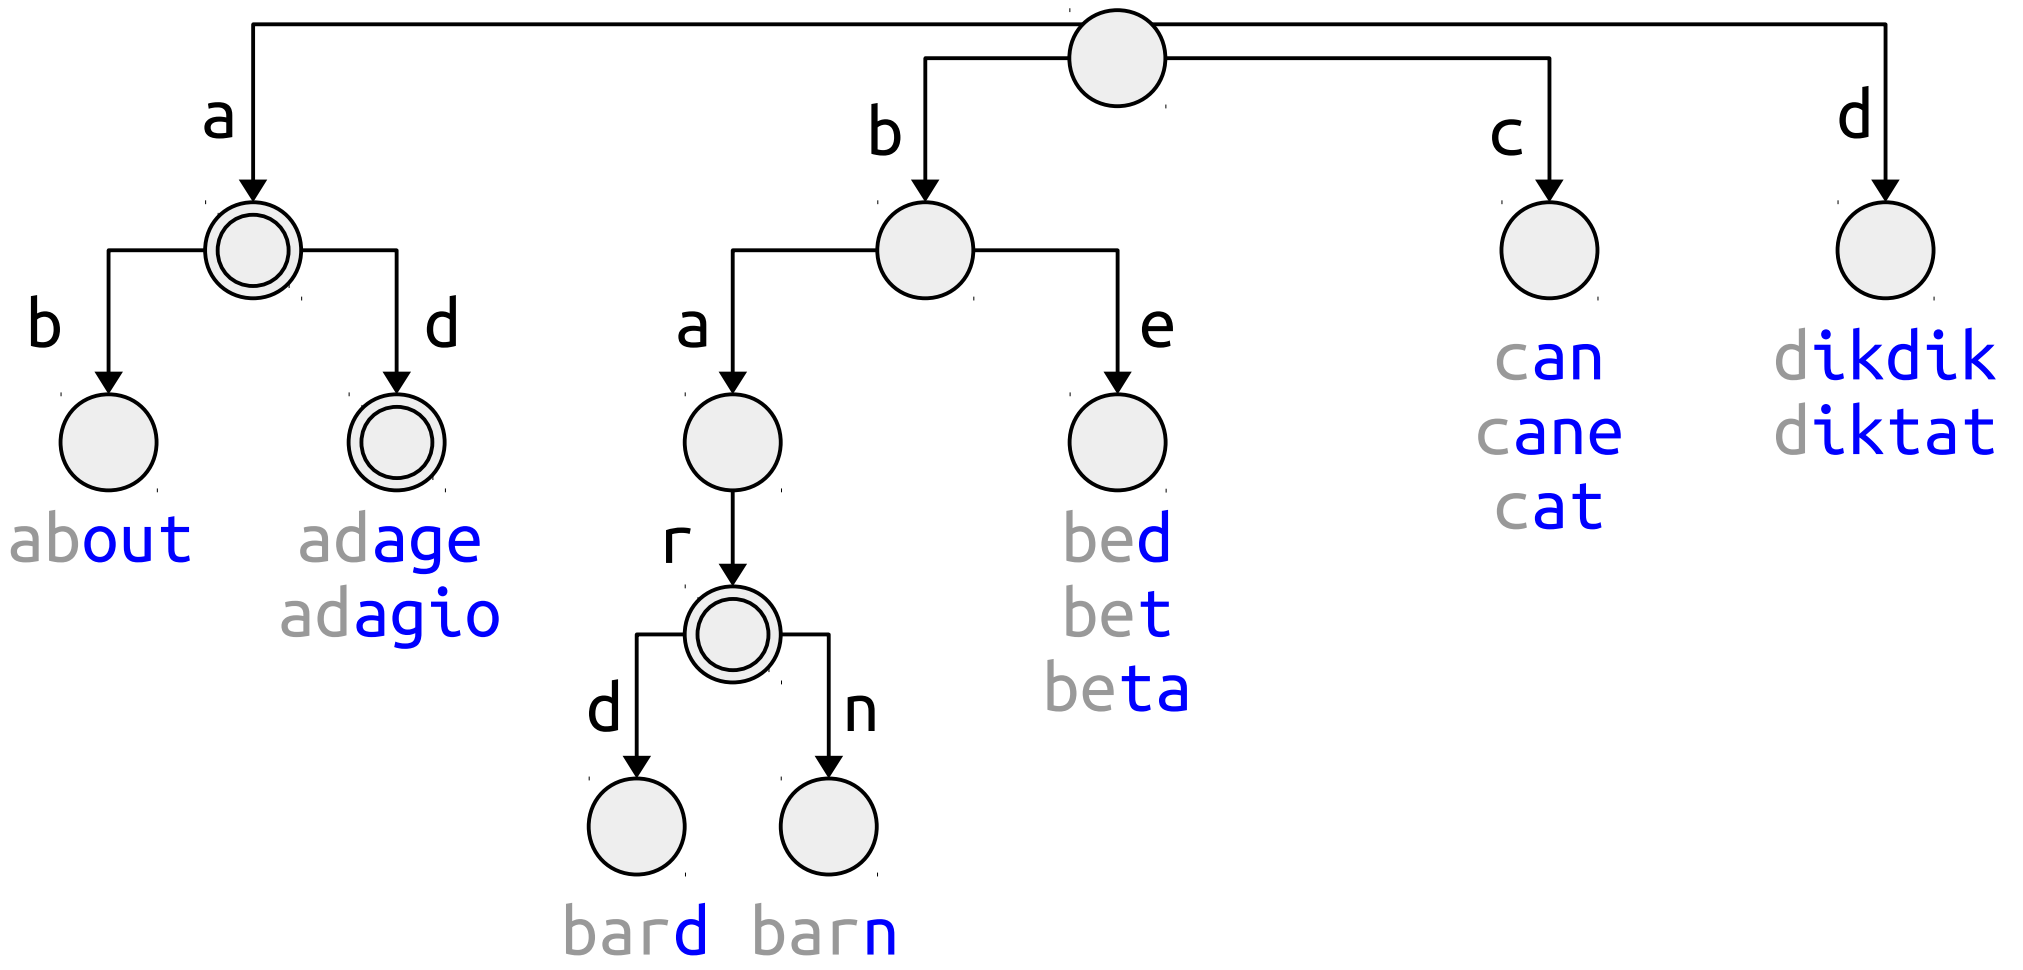 a
b
c
d
b
d
a
e
can
dikdik
cane
diktat
cat
about
adage
r
bed
adagio
bet
beta
d
n
bard
barn